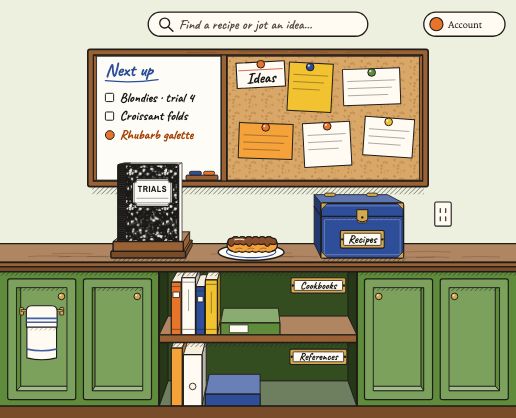 Find a recipe or jot an idea...
Account
Next up
Blondies · trial 4
Croissant folds
Rhubarb galette
Ideas
TRIALS
Recipes
Cookbooks
References